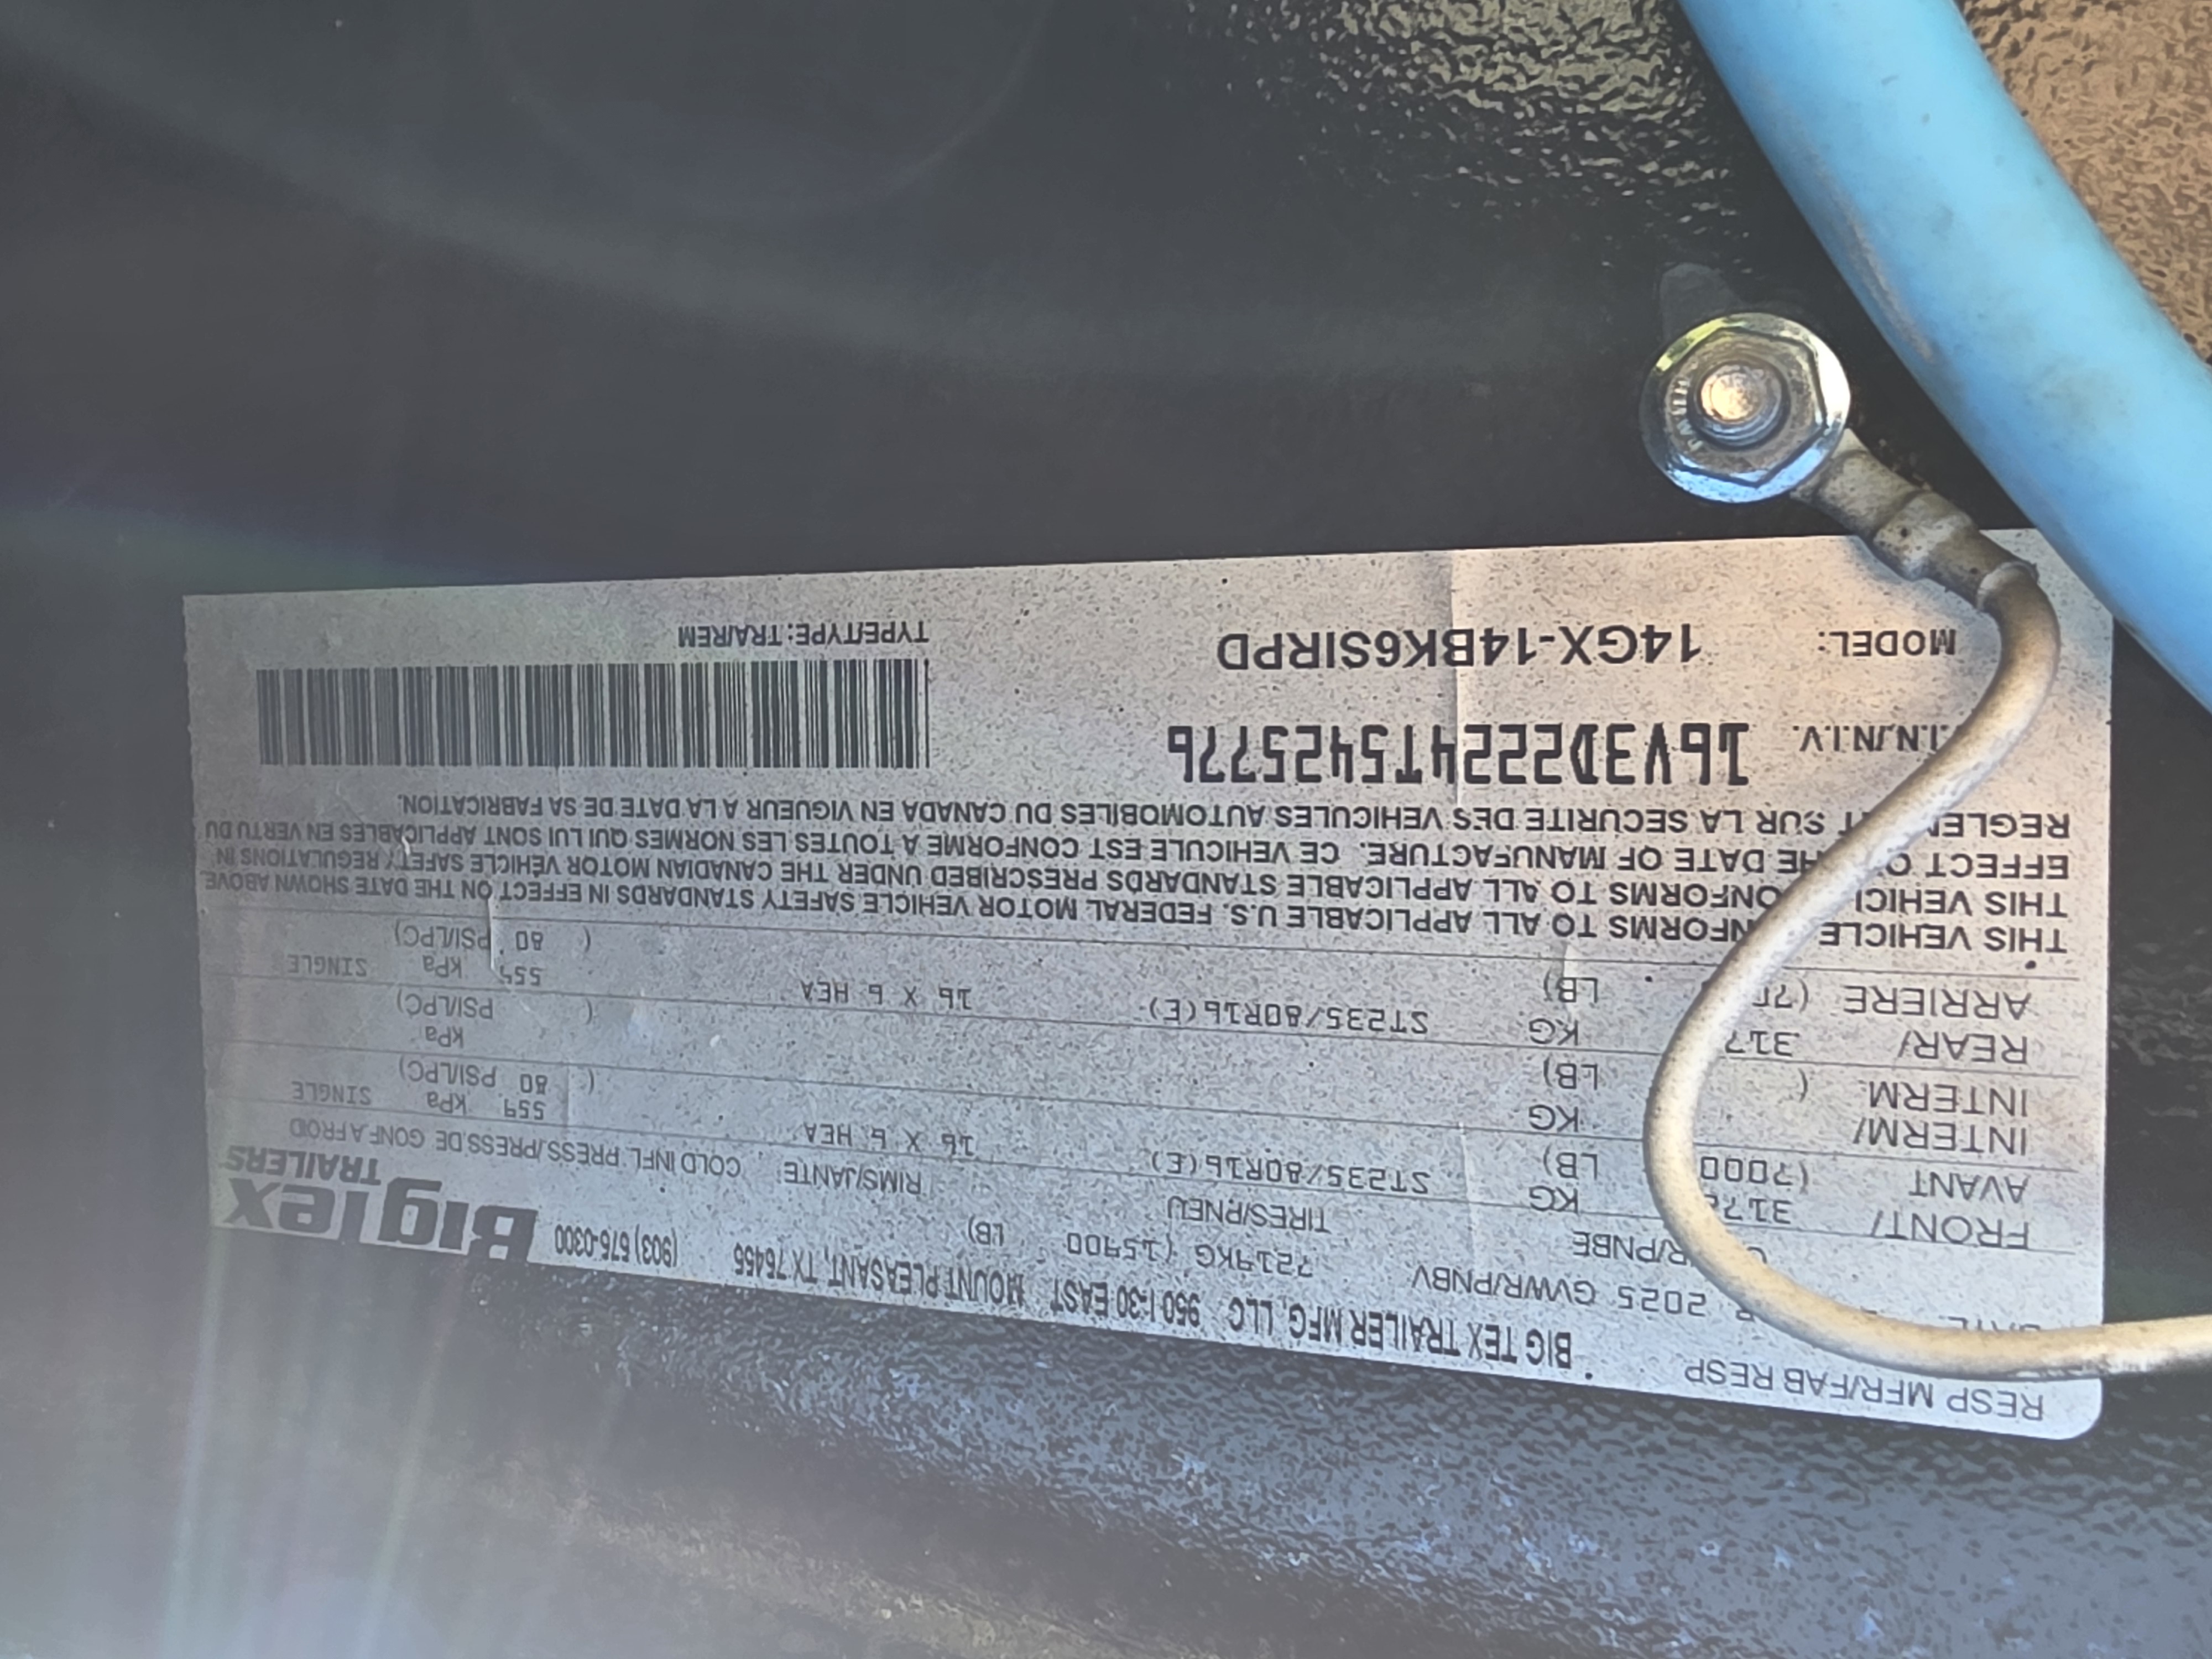 RESP MFR/FAB RESP BIG TEX TRAILER MFG, LLC 950 I-30 EAST MOUNT PLEASANT, TX 75455 (903) 575-0300 BigTex TRAILERS
2025 GVWR/PNBV 7219KG (15900 LB)
TIRES/PNEU RIMS/JANTE COLD INFL. PRESS/PRESS DE GONF.A FROID
FRONT/ 317 KG ST235/80R16(E) 16 X 6 HEA 559 kPa SINGLE
AVANT (7000 LB) ( 80 PSI/LPC)
INTERM/ KG kPa
INTERM ( LB) ( PSI/LPC)
REAR/ 317 KG ST235/80R16(E) 16 X 6 HEA 559 kPa SINGLE
ARRIERE (70 LB) ( 80 PSI/LPC)
THIS VEHICLE CONFORMS TO ALL APPLICABLE U.S. FEDERAL MOTOR VEHICLE SAFETY STANDARDS IN EFFECT ON THE DATE SHOWN ABOVE.
THIS VEHICLE CONFORMS TO ALL APPLICABLE STANDARDS PRESCRIBED UNDER THE CANADIAN MOTOR VEHICLE SAFETY REGULATIONS IN
EFFECT ON THE DATE OF MANUFACTURE. CE VEHICULE EST CONFORME A TOUTES LES NORMES QUI LUI SONT APPLICABLES EN VERTU DU
REGLEMENT SUR LA SECURITE DES VEHICULES AUTOMOBILES DU CANADA EN VIGUEUR A LA DATE DE SA FABRICATION.
V.I.N./N.I.V. 16V3D2224T5425776
MODEL: 14GX-14BK6SIRPD TYPE/TYPE: TRA/REM